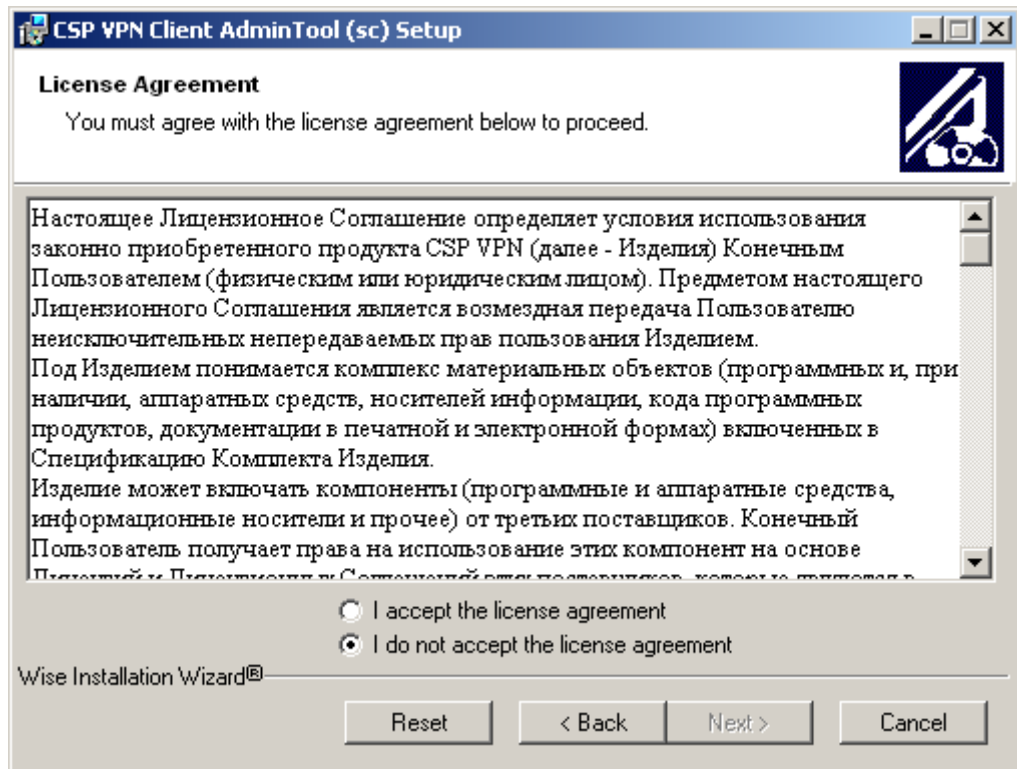 CSP VPN Client AdminTool (sc) Setup
License Agreement
You must agree with the license agreement below to proceed.
Настоящее Лицензионное Соглашение определяет условия использования
законно приобретенного продукта CSP VPN (далее - Изделия) Конечным
Пользователем (физическим или юридическим лицом). Предметом настоящего
Лицензионного Соглашения является возмездная передача Пользователю
неисключительных непередаваемых прав пользования Изделием.
Под Изделием понимается комплекс материальных объектов (программных и, при
наличии, аппаратных средств, носителей информации, кода программных
продуктов, документации в печатной и электронной формах) включенных в
Спецификацию Комплекта Изделия.
Изделие может включать компоненты (программные и аппаратные средства,
информационные носители и прочее) от третьих поставщиков. Конечный
Пользователь получает права на использование этих компонент на основе
I accept the license agreement
I do not accept the license agreement
Wise Installation Wizard®
Reset
< Back
Next >
Cancel